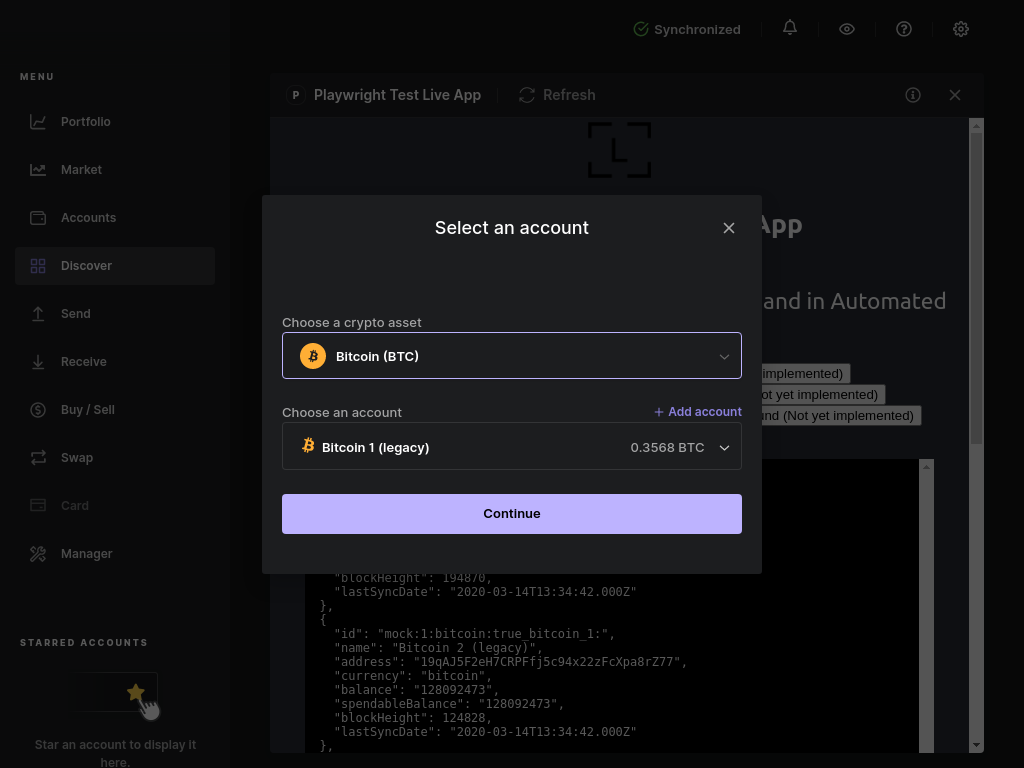 Synchronized
MENU
Portfolio
Market
Accounts
Discover
Send
Receive
Buy / Sell
Swap
Card
Manager
STARRED ACCOUNTS
Star an account to display it
here.
P Playwright Test Live App
Refresh
L
App
and in Automated
implemented)
ot yet implemented)
und (Not yet implemented)
Select an account
Choose a crypto asset
Bitcoin (BTC)
Choose an account
+ Add account
Bitcoin 1 (legacy)
0.3568 BTC
Continue
"blockHeight": 194870,
"lastSyncDate": "2020-03-14T13:34:42.000Z"
},
{
"id": "mock:1:bitcoin:true_bitcoin_1:",
"name": "Bitcoin 2 (legacy)",
"address": "19qAJ5F2eH7CRPFfj5c94x22zFcXpa8rZ77",
"currency": "bitcoin",
"balance": "128092473",
"spendableBalance": "128092473",
"blockHeight": 124828,
"lastSyncDate": "2020-03-14T13:34:42.000Z"
},